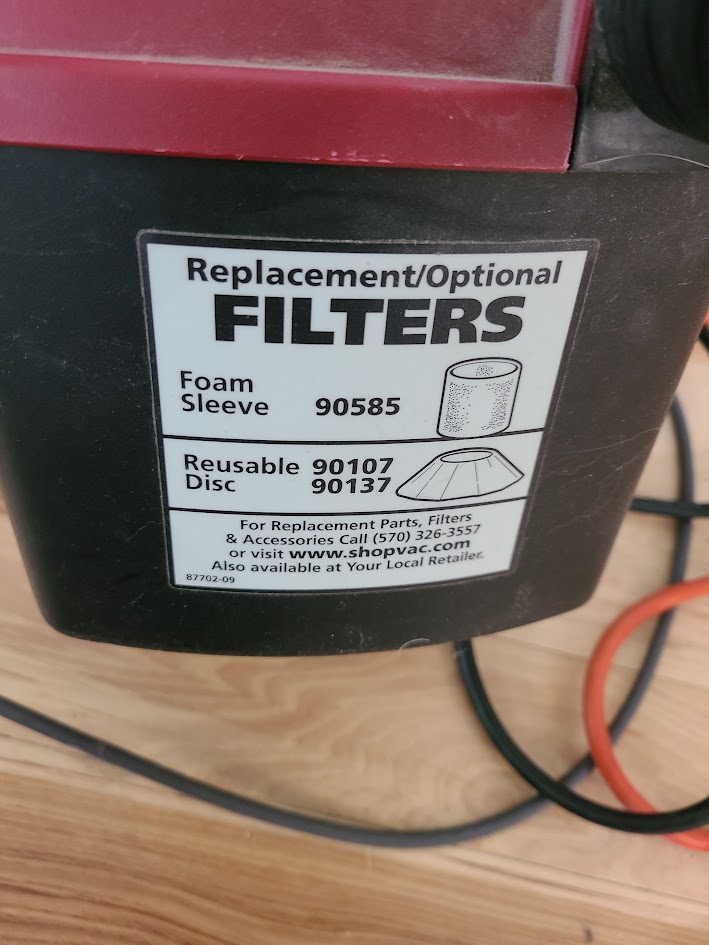 Replacement/Optional
FILTERS
Foam
Sleeve 90585
Reusable 90107
Disc 90137
For Replacement Parts, Filters
& Accessories Call (570) 326-3557
or visit www.shopvac.com
Also available at Your Local Retailer.
87702-09